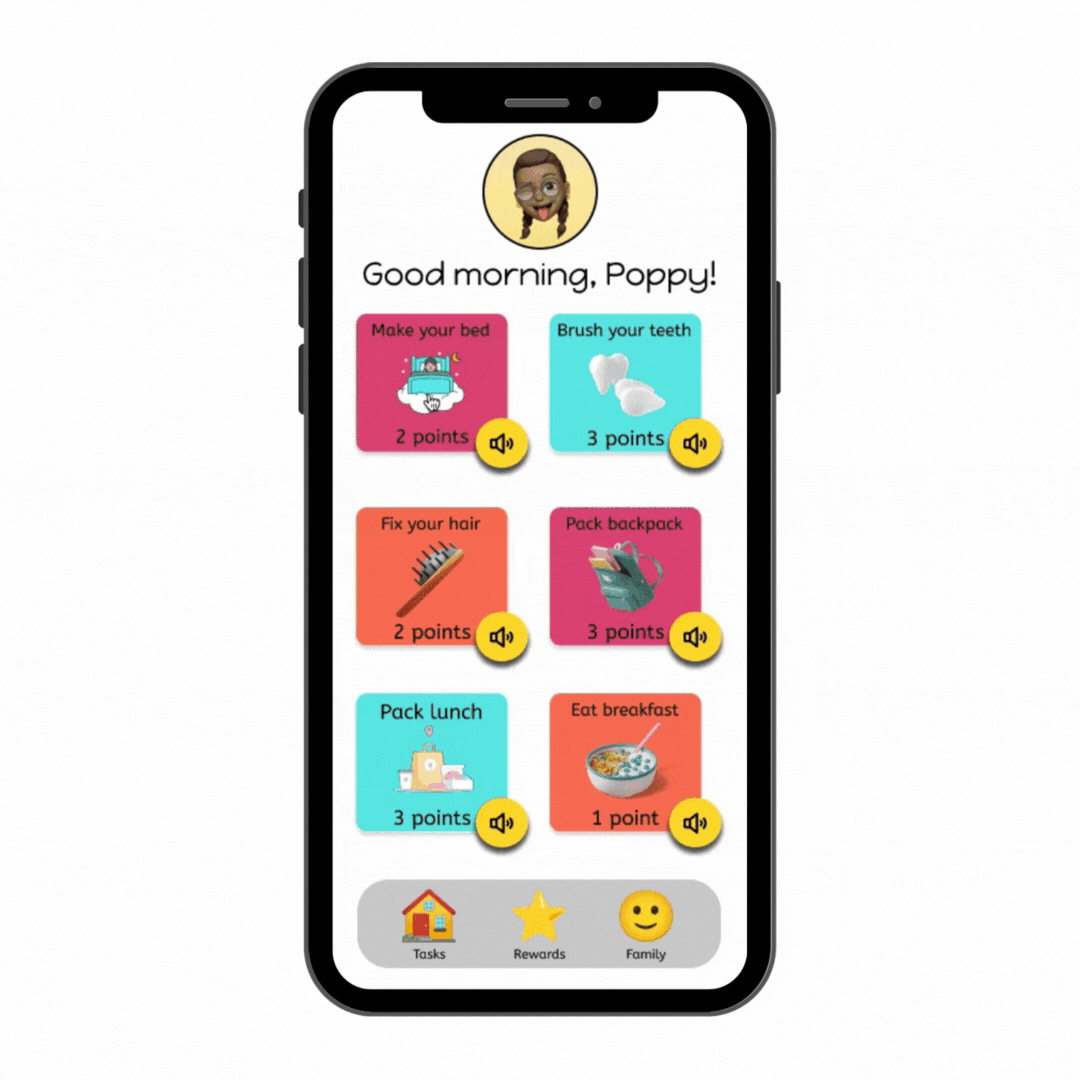 Good morning, Poppy!
Make your bed
2 points
Brush your teeth
3 points
Fix your hair
2 points
Pack backpack
3 points
Pack lunch
3 points
Eat breakfast
1 point
Tasks
Rewards
Family